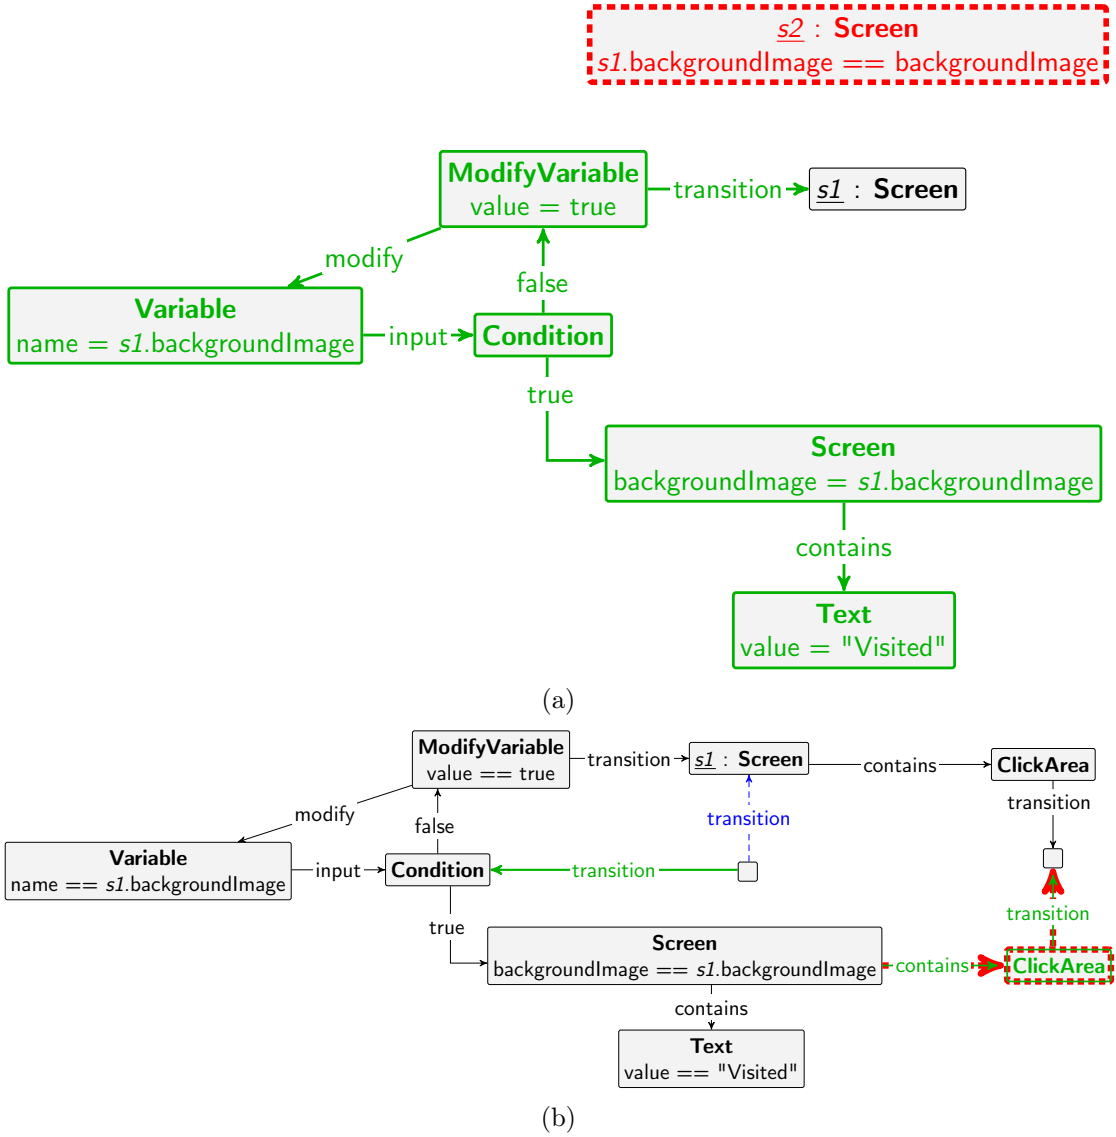 s2 : Screen
s1.backgroundImage == backgroundImage
ModifyVariable
value = true
transition
s1 : Screen
modify
false
Variable
name = s1.backgroundImage
input
Condition
true
Screen
backgroundImage = s1.backgroundImage
contains
Text
value = "Visited"
(a)
ModifyVariable
value == true
transition
s1 : Screen
contains
ClickArea
modify
false
transition
transition
Variable
name == s1.backgroundImage
input
Condition
transition
true
transition
Screen
backgroundImage == s1.backgroundImage
contains
ClickArea
contains
Text
value == "Visited"
(b)